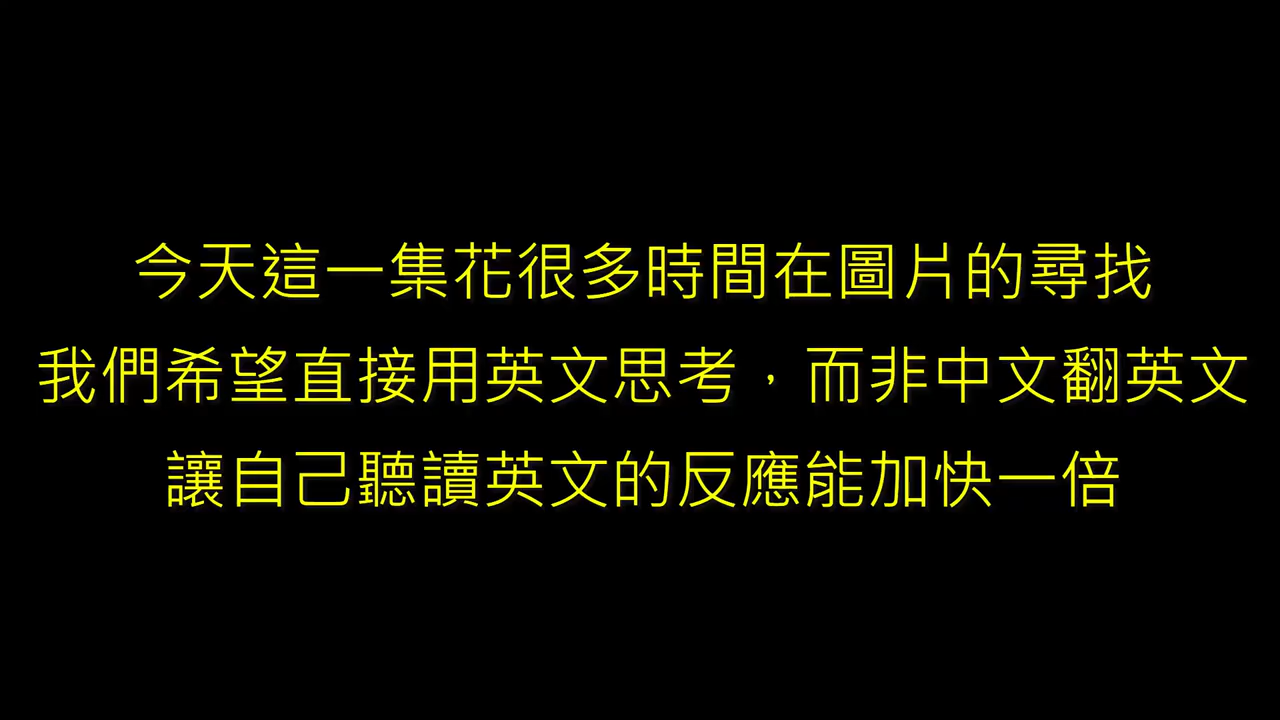 今天這一集花很多時間在圖片的尋找
我們希望直接用英文思考，而非中文翻英文
讓自己聽讀英文的反應能加快一倍